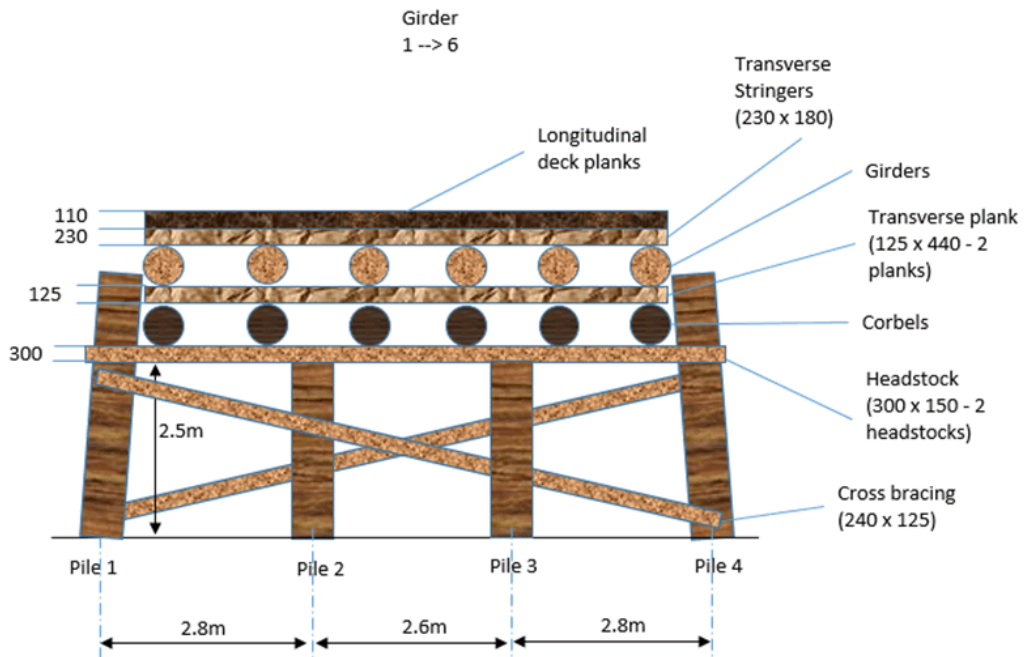 Girder
1 --> 6
Transverse
Stringers
(230 x 180)
Longitudinal
deck planks
Girders
110
230
Transverse plank
(125 x 440 - 2
planks)
125
Corbels
300
Headstock
(300 x 150 - 2
headstocks)
2.5m
Cross bracing
(240 x 125)
Pile 1
Pile 2
Pile 3
Pile 4
2.8m
2.6m
2.8m